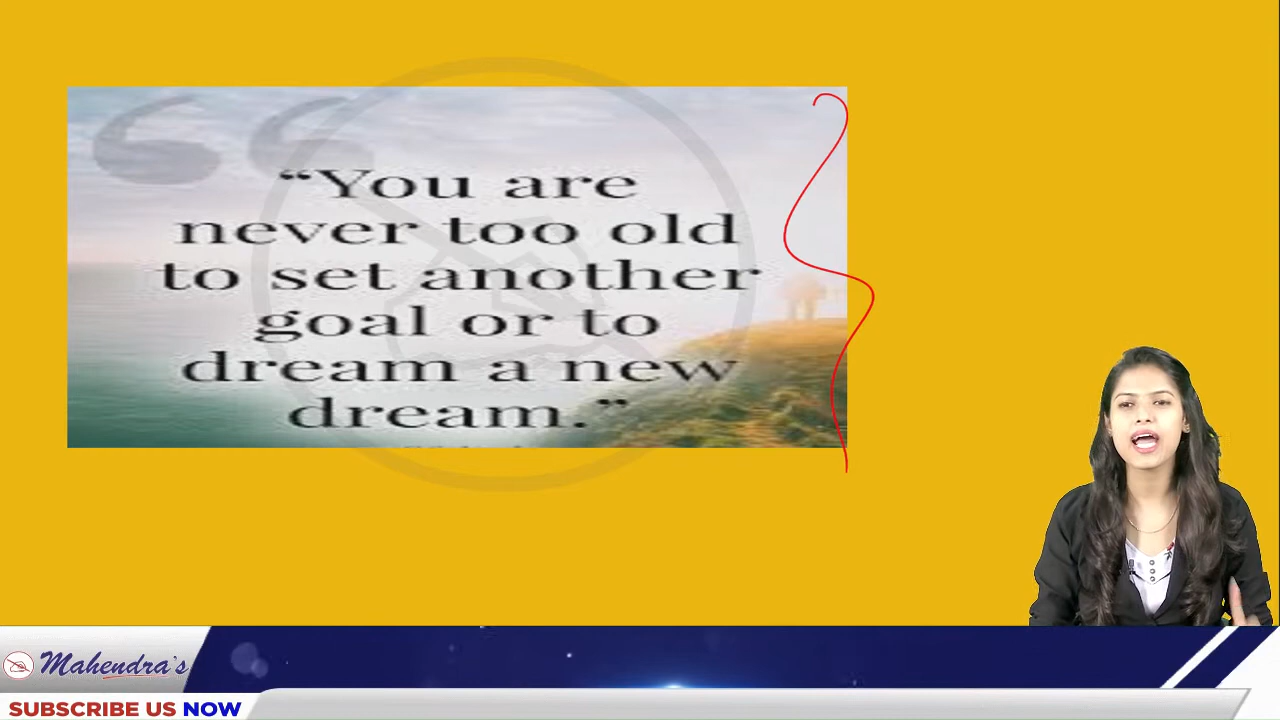 “You are
never too old
to set another
goal or to
dream a new
dream.”
Mahendra's
SUBSCRIBE US NOW